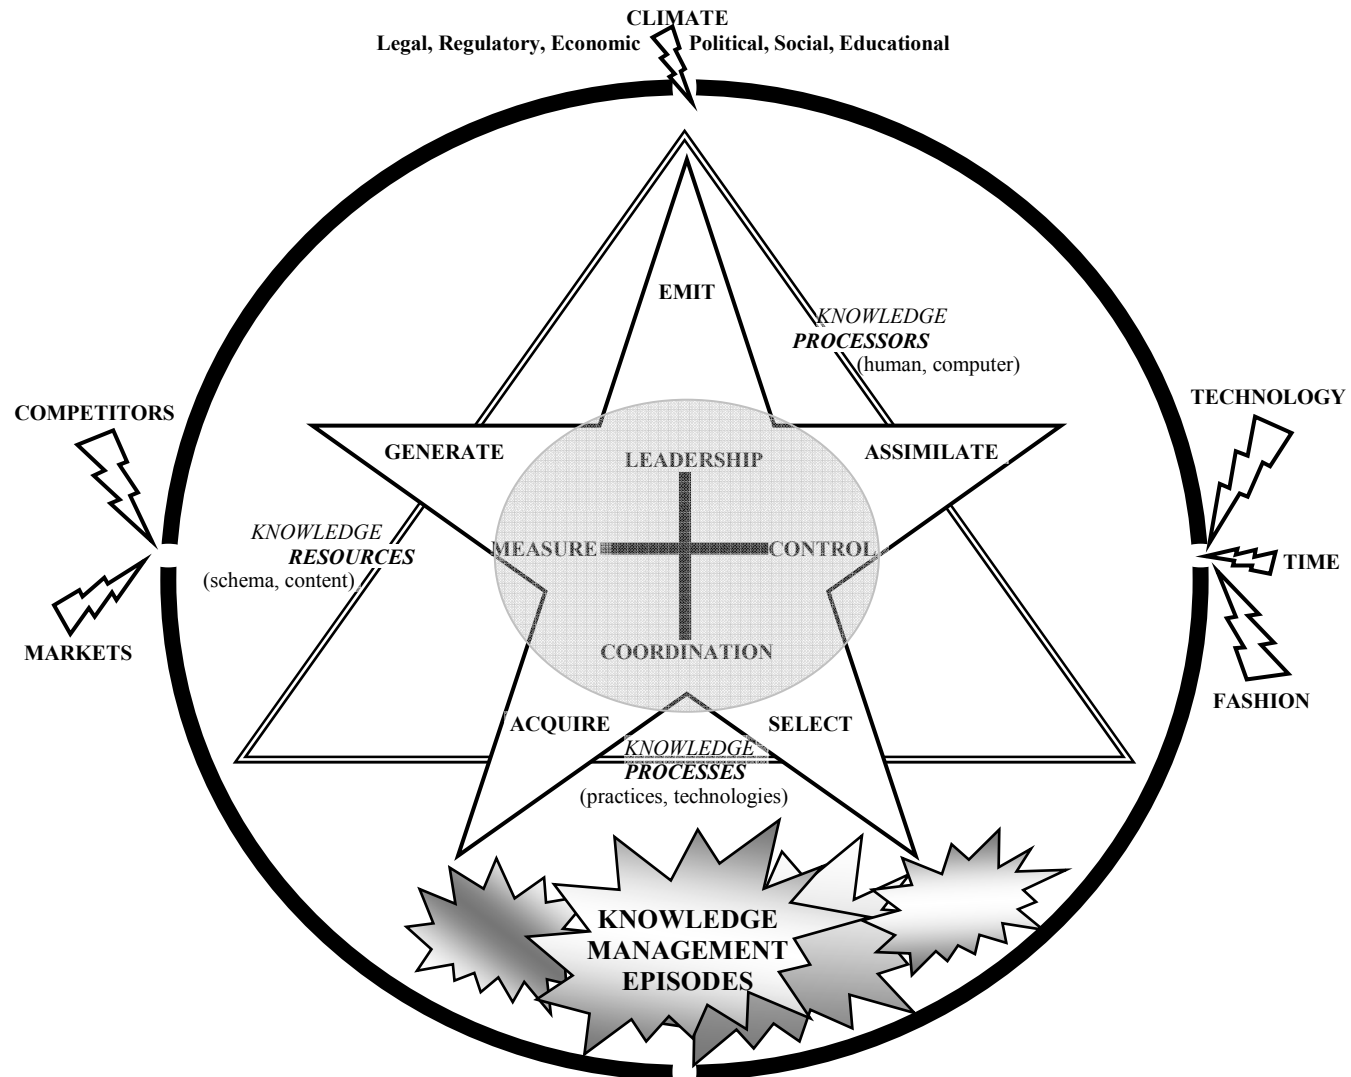 CLIMATE
Legal, Regulatory, Economic Political, Social, Educational
EMIT
KNOWLEDGE
PROCESSORS
(human, computer)
COMPETITORS
TECHNOLOGY
GENERATE
ASSIMILATE
LEADERSHIP
KNOWLEDGE
RESOURCES
(schema, content)
MEASURE
CONTROL
TIME
MARKETS
COORDINATION
FASHION
ACQUIRE
SELECT
KNOWLEDGE
PROCESSES
(practices, technologies)
KNOWLEDGE
MANAGEMENT
EPISODES